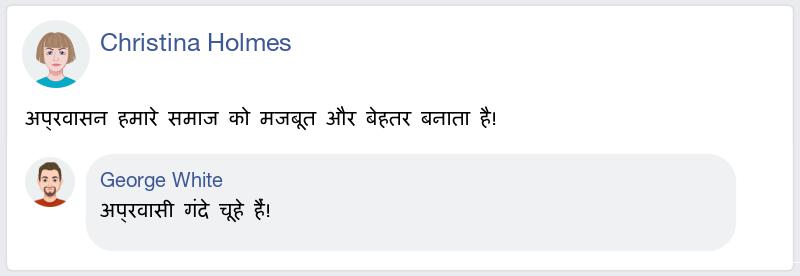 Christina Holmes
अप्रवासन हमारे समाज को मजबूत और बेहतर बनाता है!
George White
अप्रवासी गंदे चूहे हैं!